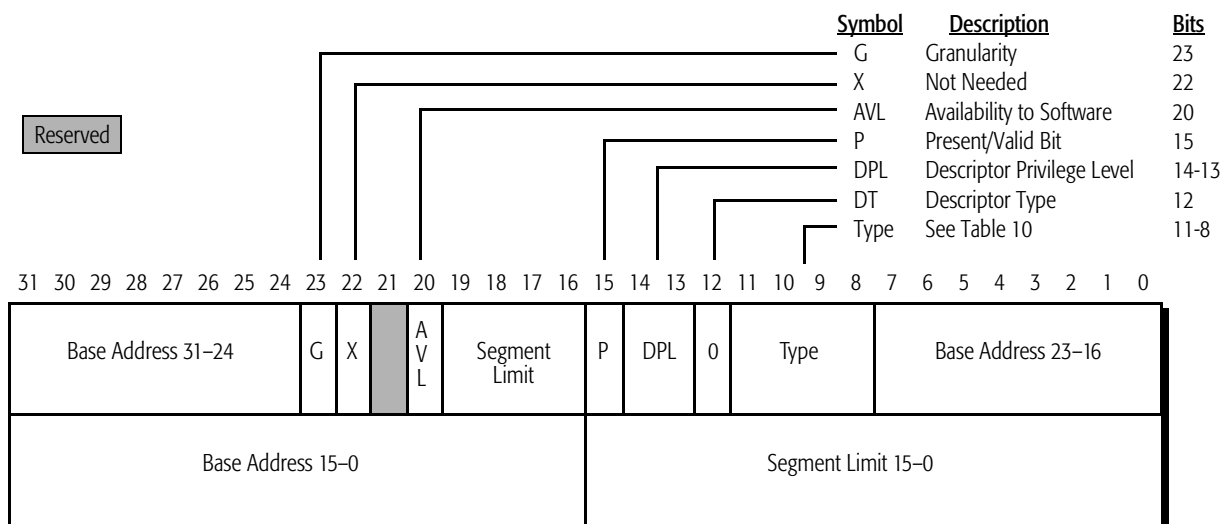 Symbol Description Bits
G Granularity 23
X Not Needed 22
AVL Availability to Software 20
P Present/Valid Bit 15
DPL Descriptor Privilege Level 14-13
DT Descriptor Type 12
Type See Table 10 11-8
Reserved
31 30 29 28 27 26 25 24 23 22 21 20 19 18 17 16 15 14 13 12 11 10 9 8 7 6 5 4 3 2 1 0
Base Address 31–24
G
X
A
V
L
Segment
Limit
P
DPL
0
Type
Base Address 23–16
Base Address 15–0
Segment Limit 15–0